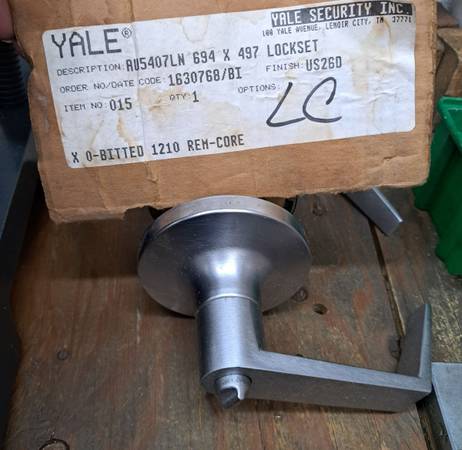 YALE® YALE SECURITY INC.
100 YALE AVENUE, LENOIR CITY, TN 37771
DESCRIPTION: AU5407LN 694 X 497 LOCKSET
ORDER NO/DATE CODE: 1630768/BI FINISH: US26D
ITEM NO: 015 QTY: 1 OPTIONS:
LC
X 0-BITTED 1210 REM-CORE